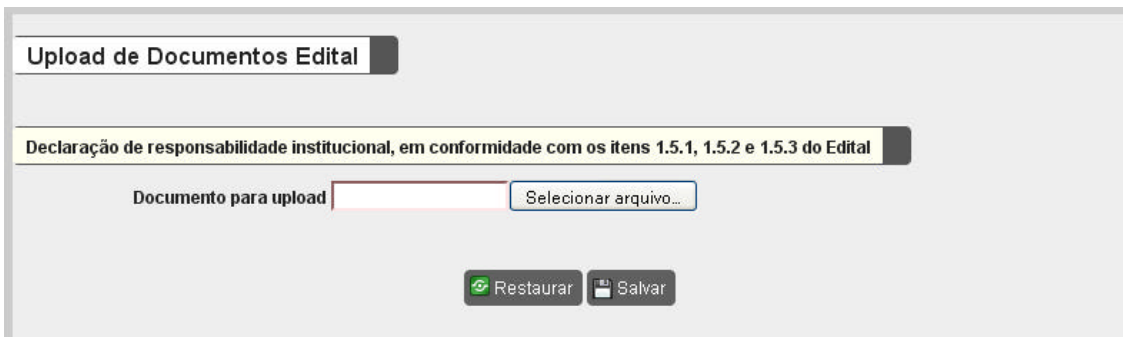 Upload de Documentos Edital
Declaração de responsabilidade institucional, em conformidade com os itens 1.5.1, 1.5.2 e 1.5.3 do Edital
Documento para upload Selecionar arquivo...
Restaurar Salvar